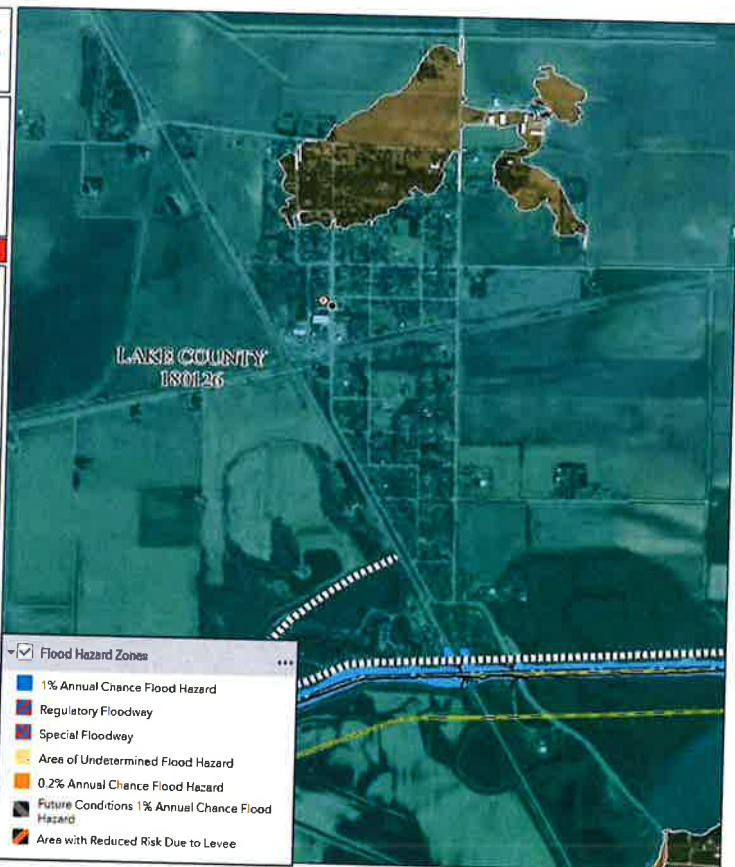 LAKE COUNTY
180126
Flood Hazard Zones
1% Annual Chance Flood Hazard
Regulatory Floodway
Special Floodway
Area of Undetermined Flood Hazard
0.2% Annual Chance Flood Hazard
Future Conditions 1% Annual Chance Flood
Hazard
Area with Reduced Risk Due to Levee